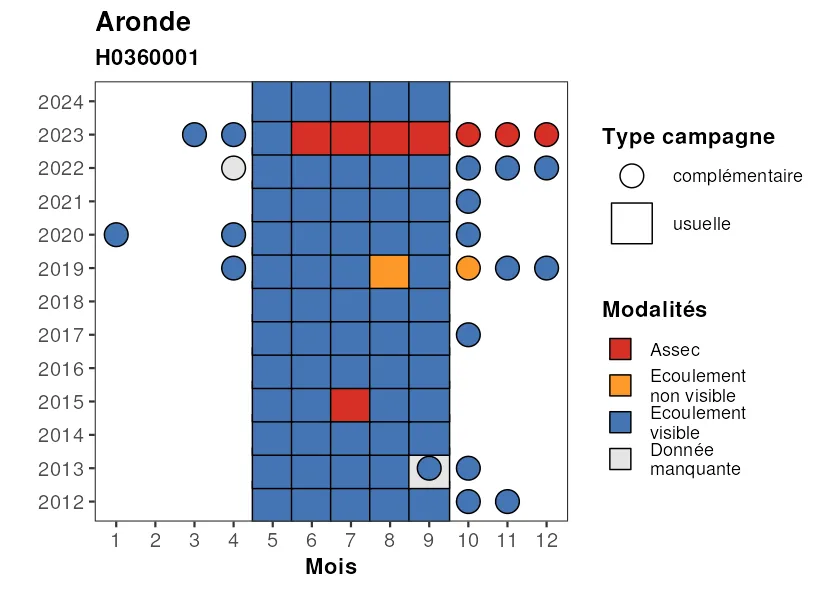 Aronde
H0360001
2024
2023
2022
2021
2020
2019
2018
2017
2016
2015
2014
2013
2012
1 2 3 4 5 6 7 8 9 10 11 12
Mois
Type campagne
complémentaire
usuelle
Modalités
Assec
Ecoulement
non visible
Ecoulement
visible
Donnée
manquante